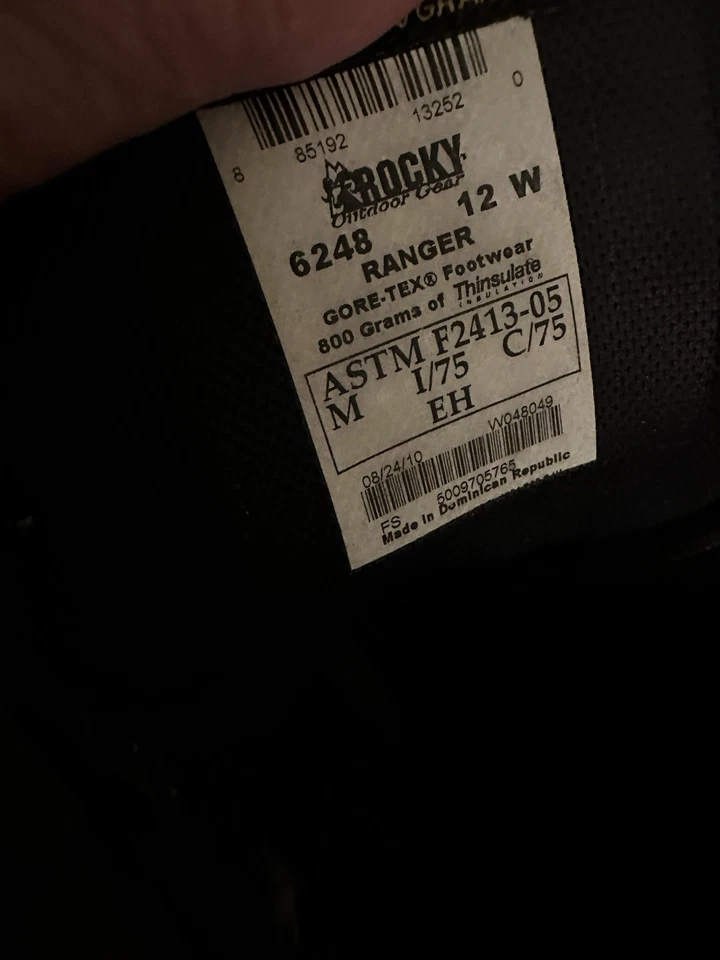 8 85192 13252 0
ROCKY
Outdoor Gear
6248 12 W
RANGER
GORE-TEX® Footwear
800 Grams of Thinsulate
INSULATION
ASTM F2413-05
M I/75 C/75
EH
08/24/10 W048049
FS 5009705765
Made in Dominican Republic